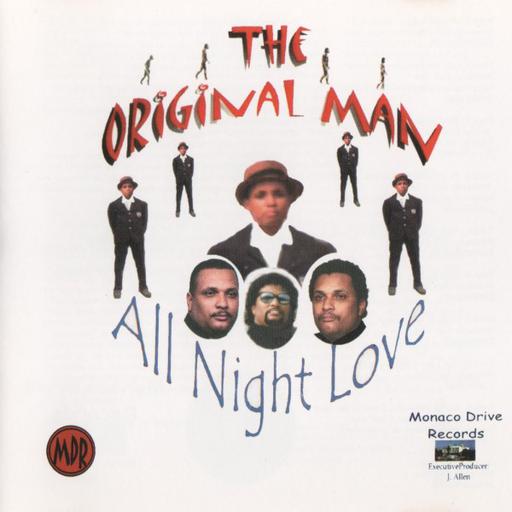 THE
ORIGINAL MAN
All Night Love
MDR
Monaco Drive
Records
ExecutiveProducer
J. Allen